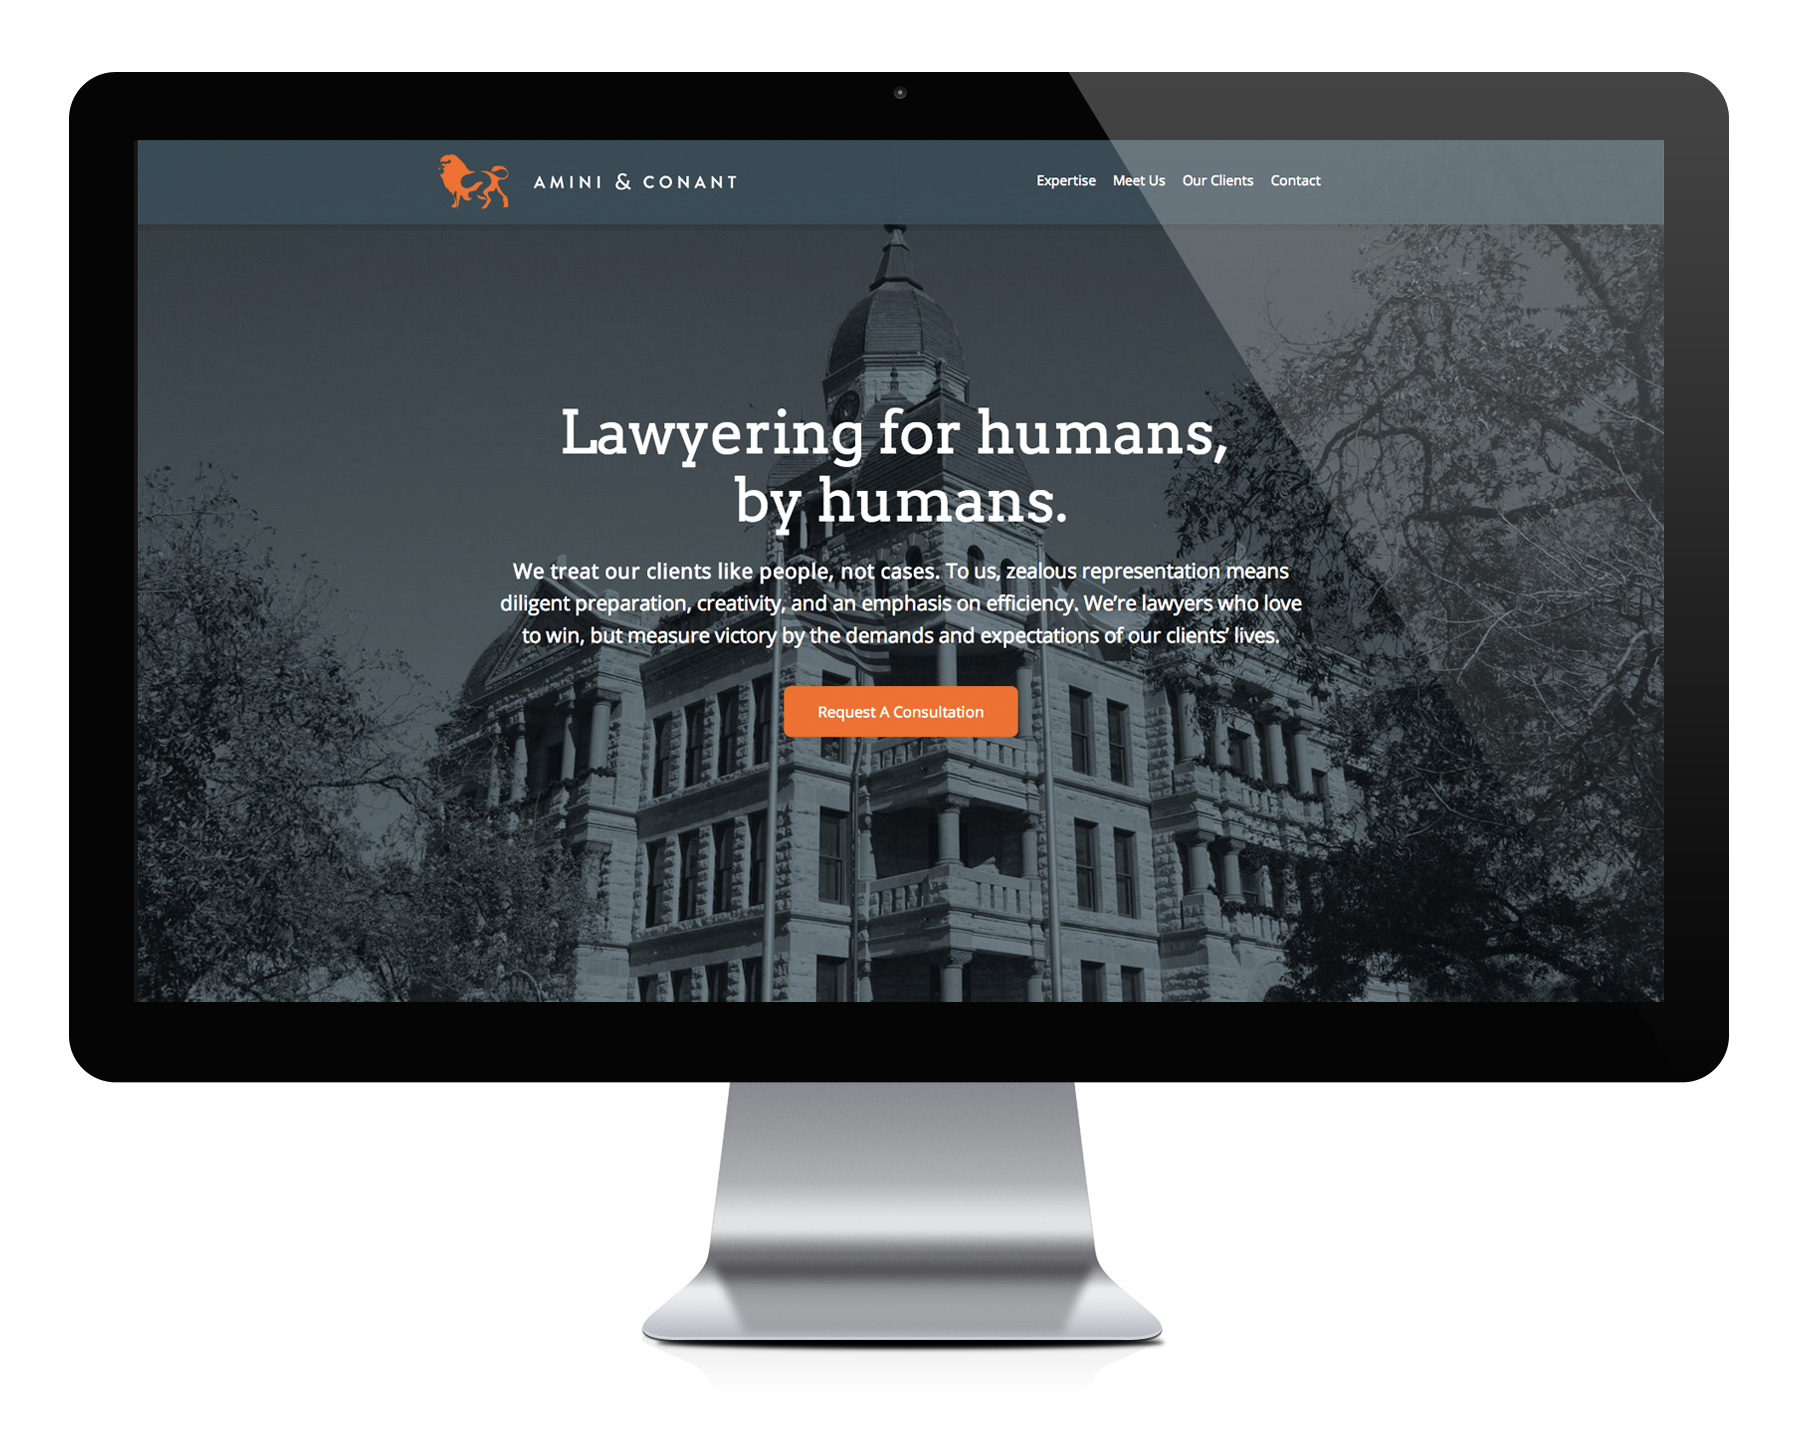 AMINI & CONANT
Expertise Meet Us Our Clients Contact
Lawyering for humans,
by humans.
We treat our clients like people, not cases. To us, zealous representation means
diligent preparation, creativity, and an emphasis on efficiency. We’re lawyers who love
to win, but measure victory by the demands and expectations of our clients’ lives.
Request A Consultation